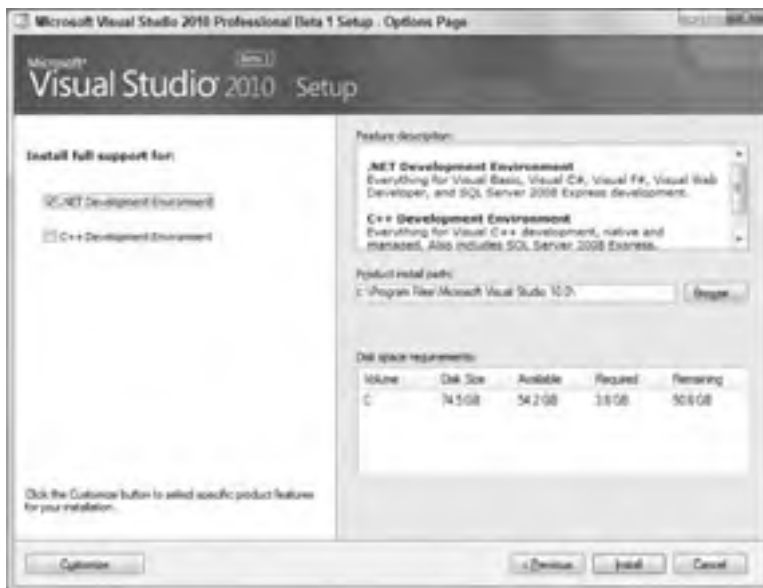 Microsoft Visual Studio 2010 Professional Beta 1 Setup - Options Page
Microsoft®
Visual Studio 2010 Beta 1 Setup
Install full support for:
.NET Development Environment
C++ Development Environment
Click the Customize button to select specific product features
for your installation.
Feature description:
.NET Development Environment
Everything for Visual Basic, Visual C#, Visual F#, Visual Web
Developer, and SQL Server 2008 Express development.
C++ Development Environment
Everything for Visual C++ development, native and
managed. Also includes SQL Server 2008 Express.
Product install path:
c:\Program Files\Microsoft Visual Studio 10.0\
Browse...
Disk space requirements:
Volume Disk Size Available Required Remaining
C 74.5 GB 54.2 GB 3.6 GB 50.6 GB
Customize
< Previous Install Cancel